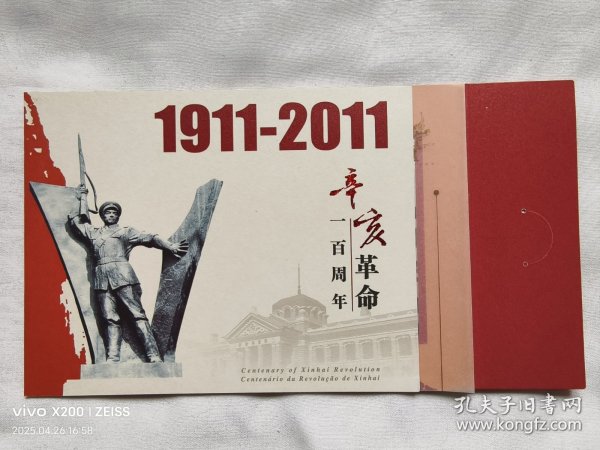 1911-2011
辛亥革命
一百周年
Centenary of Xinhai Revolution
Centenário da Revolução de Xinhai
vivo X200 | ZEISS
2025.04.26 16:58
孔夫子旧书网
www.kongfz.com